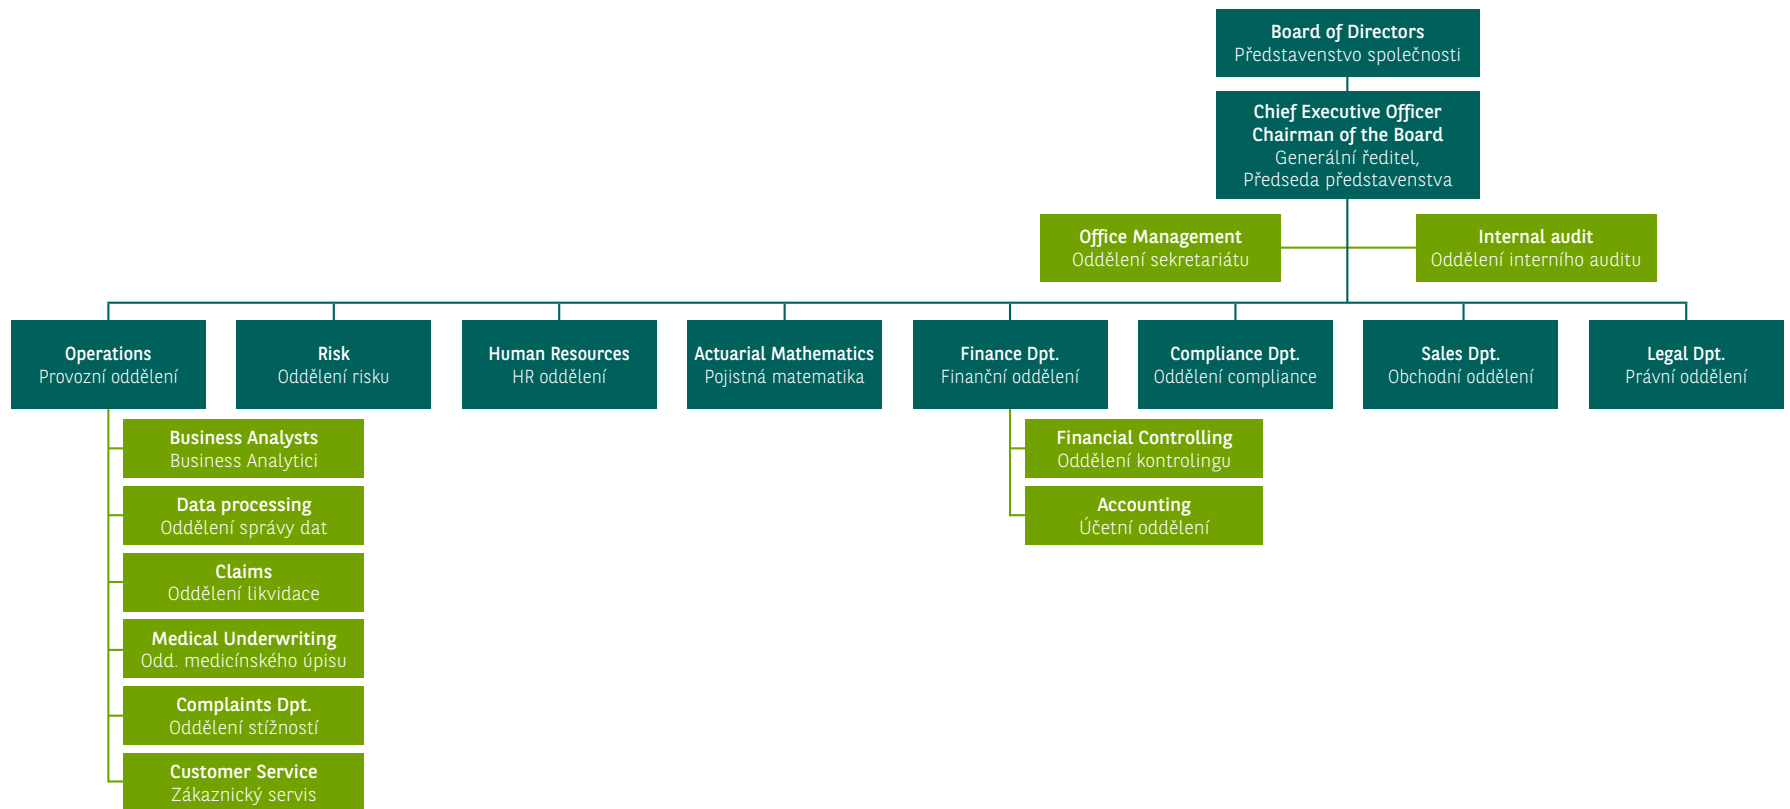 Board of Directors
Představenstvo společnosti
Chief Executive Officer
Chairman of the Board
Generální ředitel,
Předseda představenstva
Office Management
Oddělení sekretariátu
Internal audit
Oddělení interního auditu
Operations
Provozní oddělení
Risk
Oddělení risku
Human Resources
HR oddělení
Actuarial Mathematics
Pojistná matematika
Finance Dpt.
Finanční oddělení
Compliance Dpt.
Oddělení compliance
Sales Dpt.
Obchodní oddělení
Legal Dpt.
Právní oddělení
Business Analysts
Business Analytici
Data processing
Oddělení správy dat
Claims
Oddělení likvidace
Medical Underwriting
Odd. medicínského úpisu
Complaints Dpt.
Oddělení stížností
Customer Service
Zákaznický servis
Financial Controlling
Oddělení kontrolingu
Accounting
Účetní oddělení